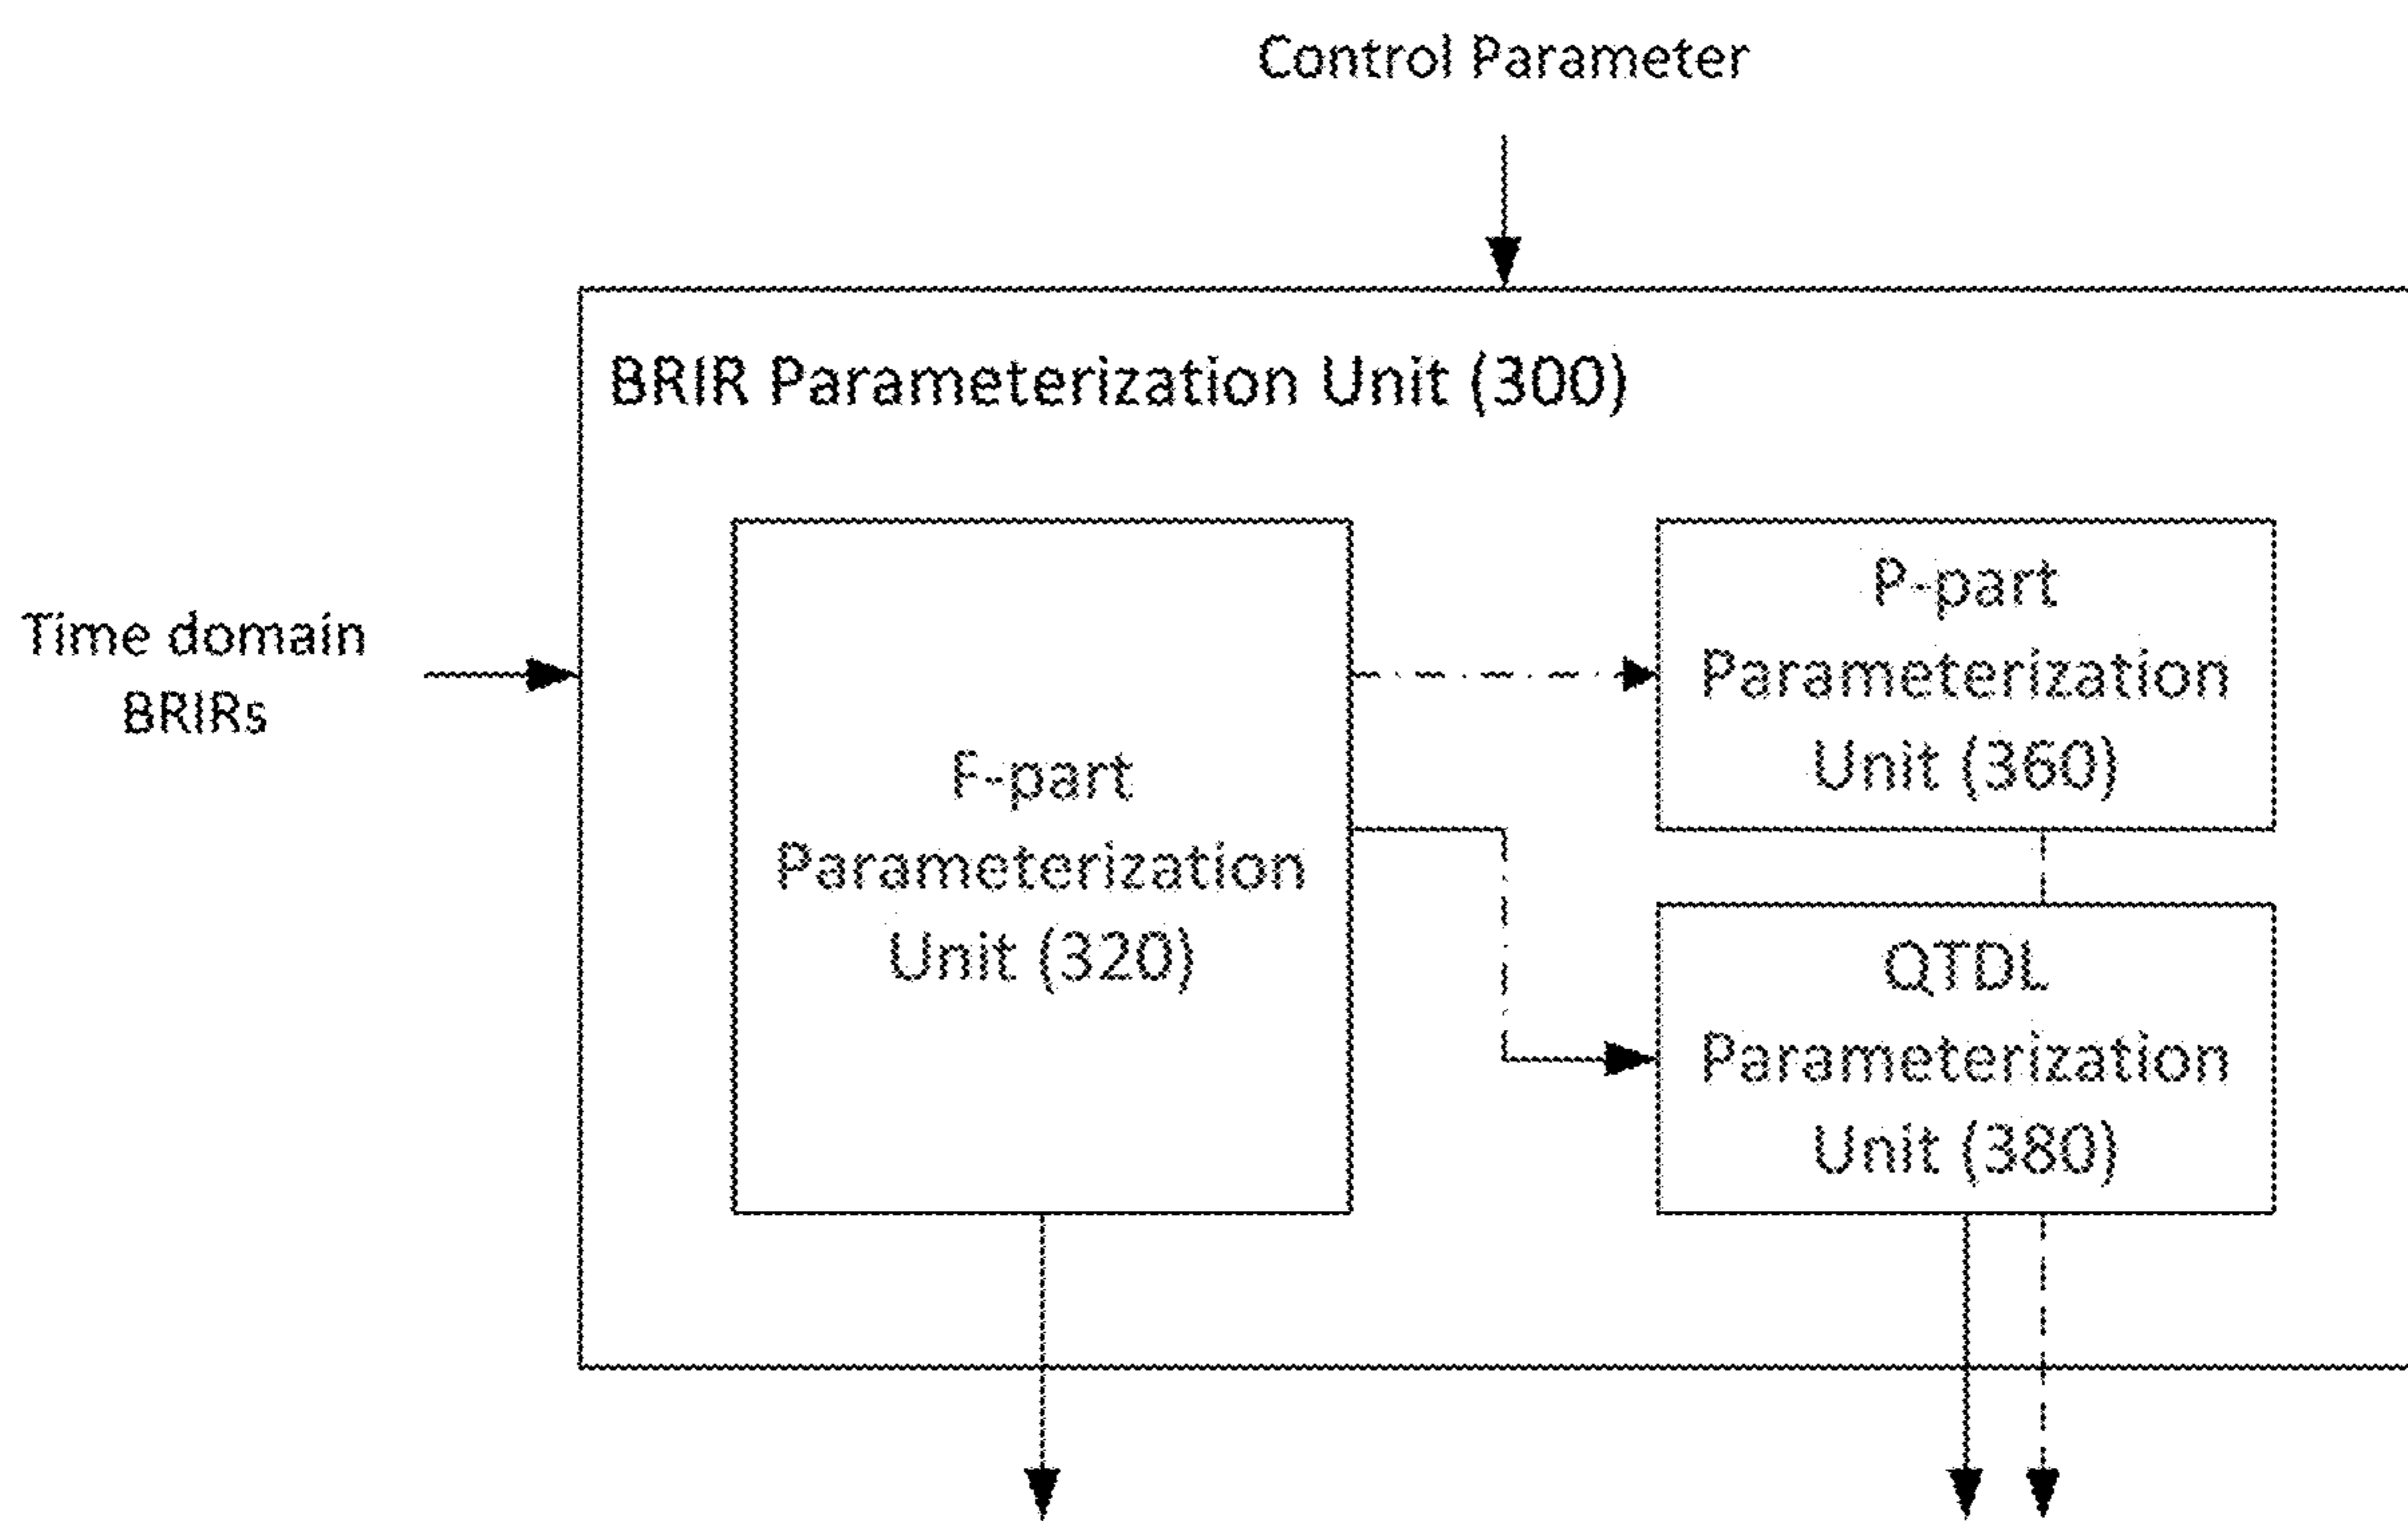 Control Parameter
BRIR Parameterization Unit (300)
Time domain
BRIRs
F-part
Parameterization
Unit (320)
P-part
Parameterization
Unit (360)
QTDL
Parameterization
Unit (380)